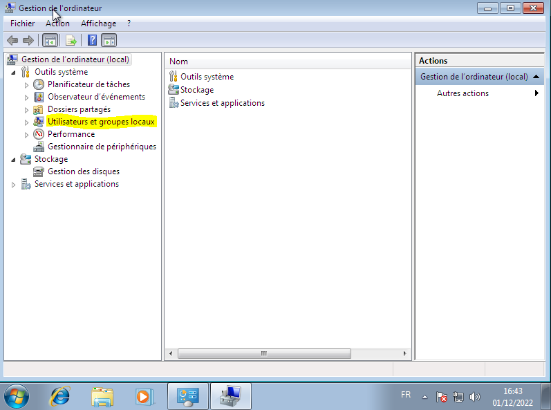 Gestion de l'ordinateur
Fichier Action Affichage ?
Gestion de l'ordinateur (local)
Outils système
Planificateur de tâches
Observateur d'événements
Dossiers partagés
Utilisateurs et groupes locaux
Performance
Gestionnaire de périphériques
Stockage
Gestion des disques
Services et applications
Nom
Outils système
Stockage
Services et applications
Actions
Gestion de l'ordinateur (local)
Autres actions
FR
16:43
01/12/2022